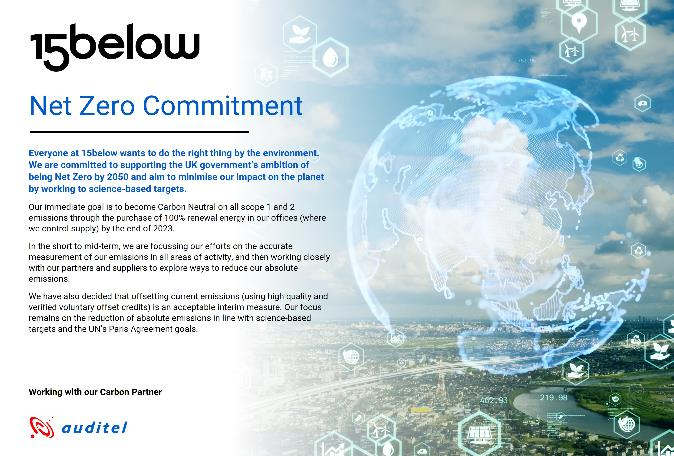 15below
Net Zero Commitment
Everyone at 15below wants to do the right thing by the environment.
We are committed to supporting the UK government's ambition of
being Net Zero by 2050 and aim to minimise our impact on the planet
by working to science-based targets.
Our immediate goal is to become Carbon Neutral on all scope 1 and 2
emissions through the purchase of 100% renewal energy in our offices (where
we control supply) by the end of 2023.
In the short to mid-term, we are focussing our efforts on the accurate
measurement of our emissions in all areas of activity, and then working closely
with our partners and suppliers to explore ways to reduce our absolute
emissions.
We have also decided that offsetting current emissions (using high quality and
verified voluntary offset credits) is an acceptable interim measure. Our focus
remains on the reduction of absolute emissions in line with science-based
targets and the UN's Paris Agreement goals.
Working with our Carbon Partner
auditel
462.93
219.98